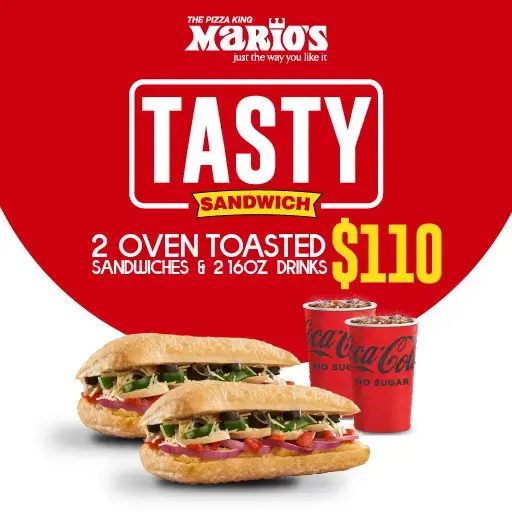 THE PIZZA KING
MARIO'S
just the way you like it
TASTY
SANDWICH
2 OVEN TOASTED
SANDWICHES & 2 16OZ DRINKS
$110
Coca-Cola
NO SUGAR
Coca-Cola
NO SUGAR